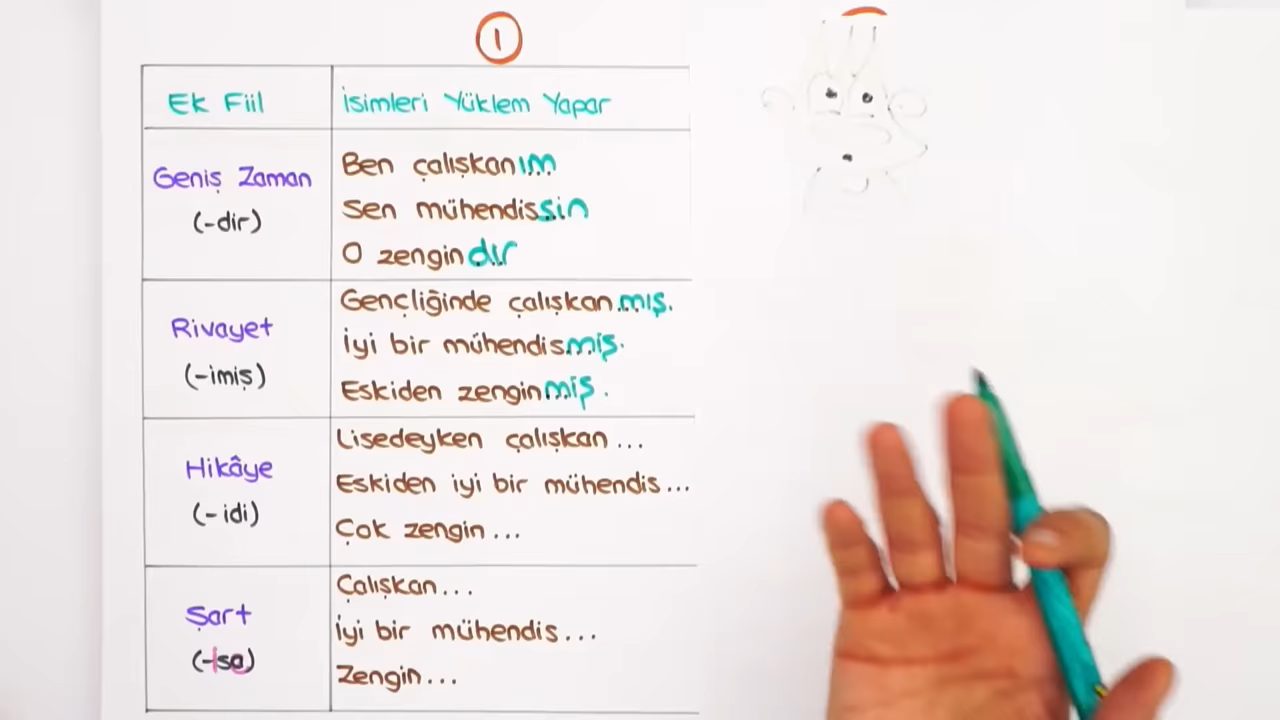 1
Ek Fiil
İsimleri Yüklem Yapar
Geniş Zaman
(-dir)
Ben çalışkanım
Sen mühendissin
O zengindir
Rivayet
(-imiş)
Gençliğinde çalışkanmış.
İyi bir mühendismiş.
Eskiden zenginmiş.
Hikâye
(-idi)
Lisedeyken çalışkan...
Eskiden iyi bir mühendis...
Çok zengin...
Şart
(-ise)
Çalışkan...
İyi bir mühendis...
Zengin...